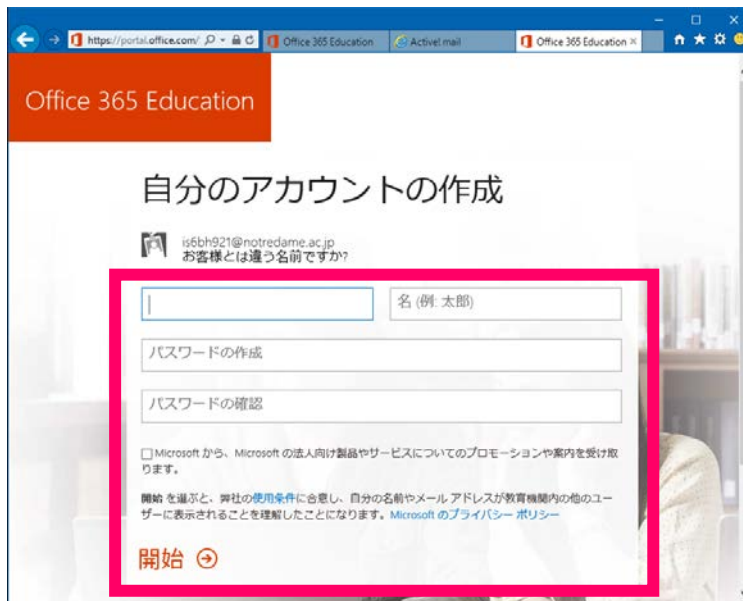 https://portal.office.com/
Office 365 Education
Active! mail
Office 365 Education
Office 365 Education
自分のアカウントの作成
is6bh921@notredame.ac.jp
お客様とは違う名前ですか?
名 (例: 太郎)
パスワードの作成
パスワードの確認
Microsoft から、Microsoft の法人向け製品やサービスについてのプロモーションや案内を受け取
ります。
開始 を選ぶと、弊社の使用条件に合意し、自分の名前やメール アドレスが教育機関内の他のユー
ザーに表示されることを理解したことになります。Microsoft のプライバシー ポリシー
開始